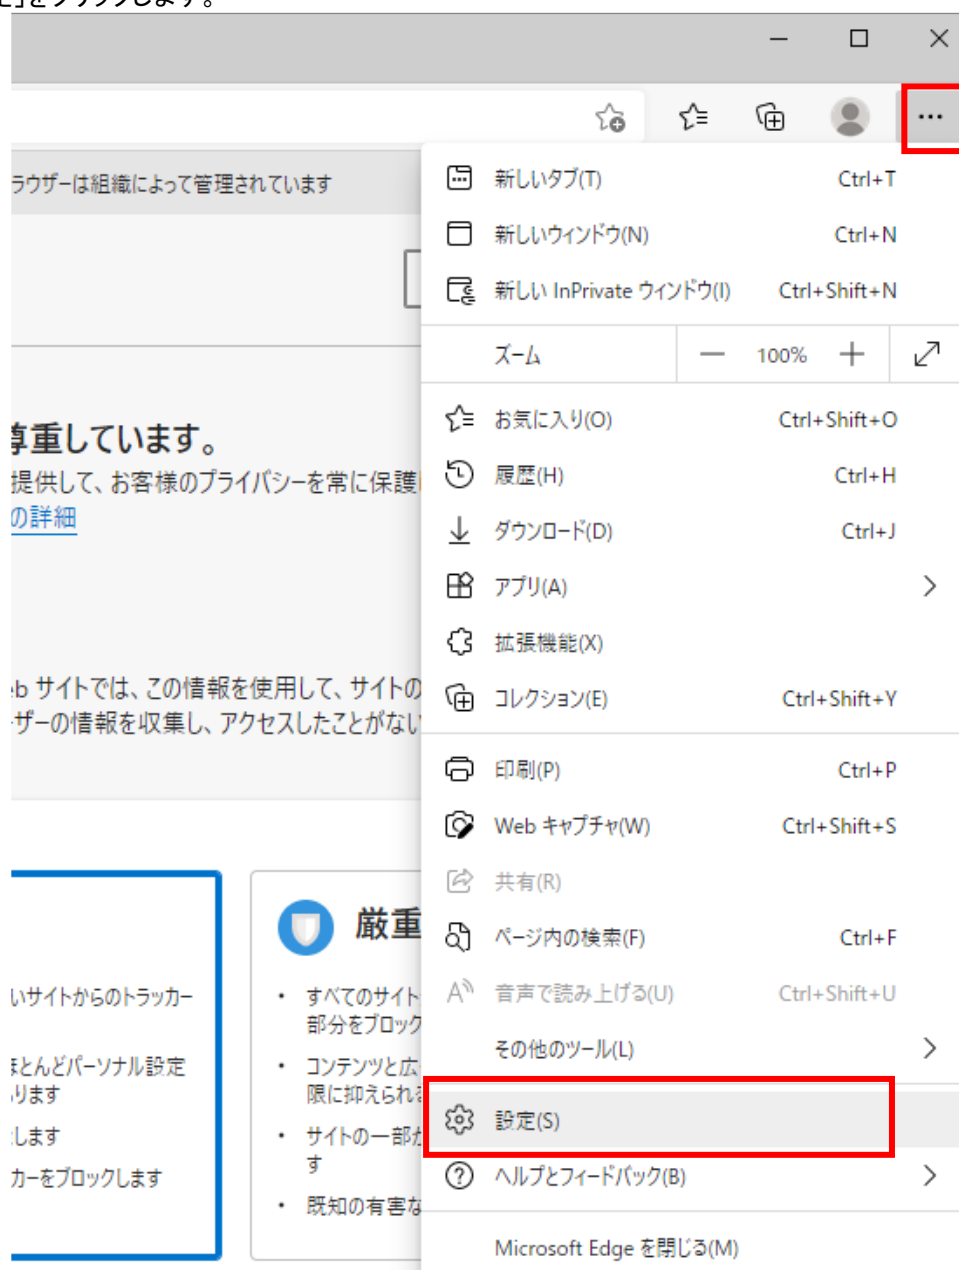 」をクリックします。
ラウザーは組織によって管理されています
新しいタブ(T) Ctrl+T
新しいウィンドウ(N) Ctrl+N
新しい InPrivate ウィンドウ(I) Ctrl+Shift+N
ズーム 100%
お気に入り(O) Ctrl+Shift+O
履歴(H) Ctrl+H
ダウンロード(D) Ctrl+J
アプリ(A)
拡張機能(X)
コレクション(E) Ctrl+Shift+Y
印刷(P) Ctrl+P
Web キャプチャ(W) Ctrl+Shift+S
共有(R)
ページ内の検索(F) Ctrl+F
音声で読み上げる(U) Ctrl+Shift+U
その他のツール(L)
設定(S)
ヘルプとフィードバック(B)
Microsoft Edge を閉じる(M)
尊重しています。
提供して、お客様のプライバシーを常に保護
の詳細
eb サイトでは、この情報を使用して、サイトの
ーザーの情報を収集し、アクセスしたことがない
いサイトからのトラッカー
ほとんどパーソナル設定
ります
します
カーをブロックします
厳重
• すべてのサイト
部分をブロック
• コンテンツと広
限に抑えられ
• サイトの一部が
す
• 既知の有害な